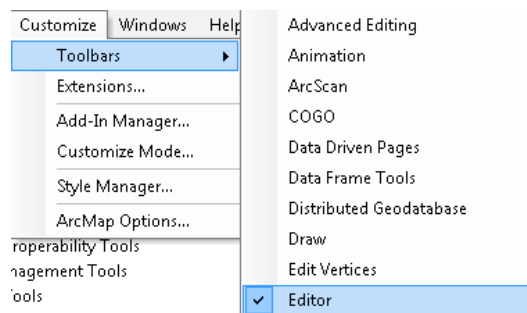 Customize Windows Help
Toolbars
Extensions...
Add-In Manager...
Customize Mode...
Style Manager...
ArcMap Options...
roperability Tools
nagement Tools
ools
Advanced Editing
Animation
ArcScan
COGO
Data Driven Pages
Data Frame Tools
Distributed Geodatabase
Draw
Edit Vertices
Editor